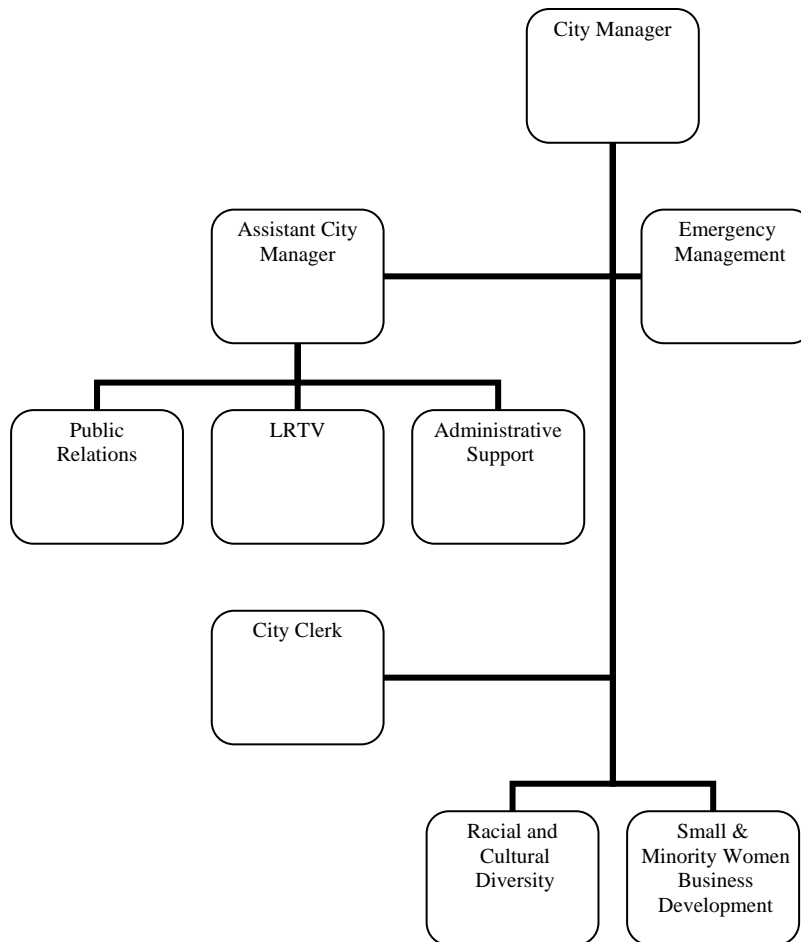 City Manager
Assistant City
Manager
Emergency
Management
Public
Relations
LRTV
Administrative
Support
City Clerk
Racial and
Cultural
Diversity
Small &
Minority Women
Business
Development